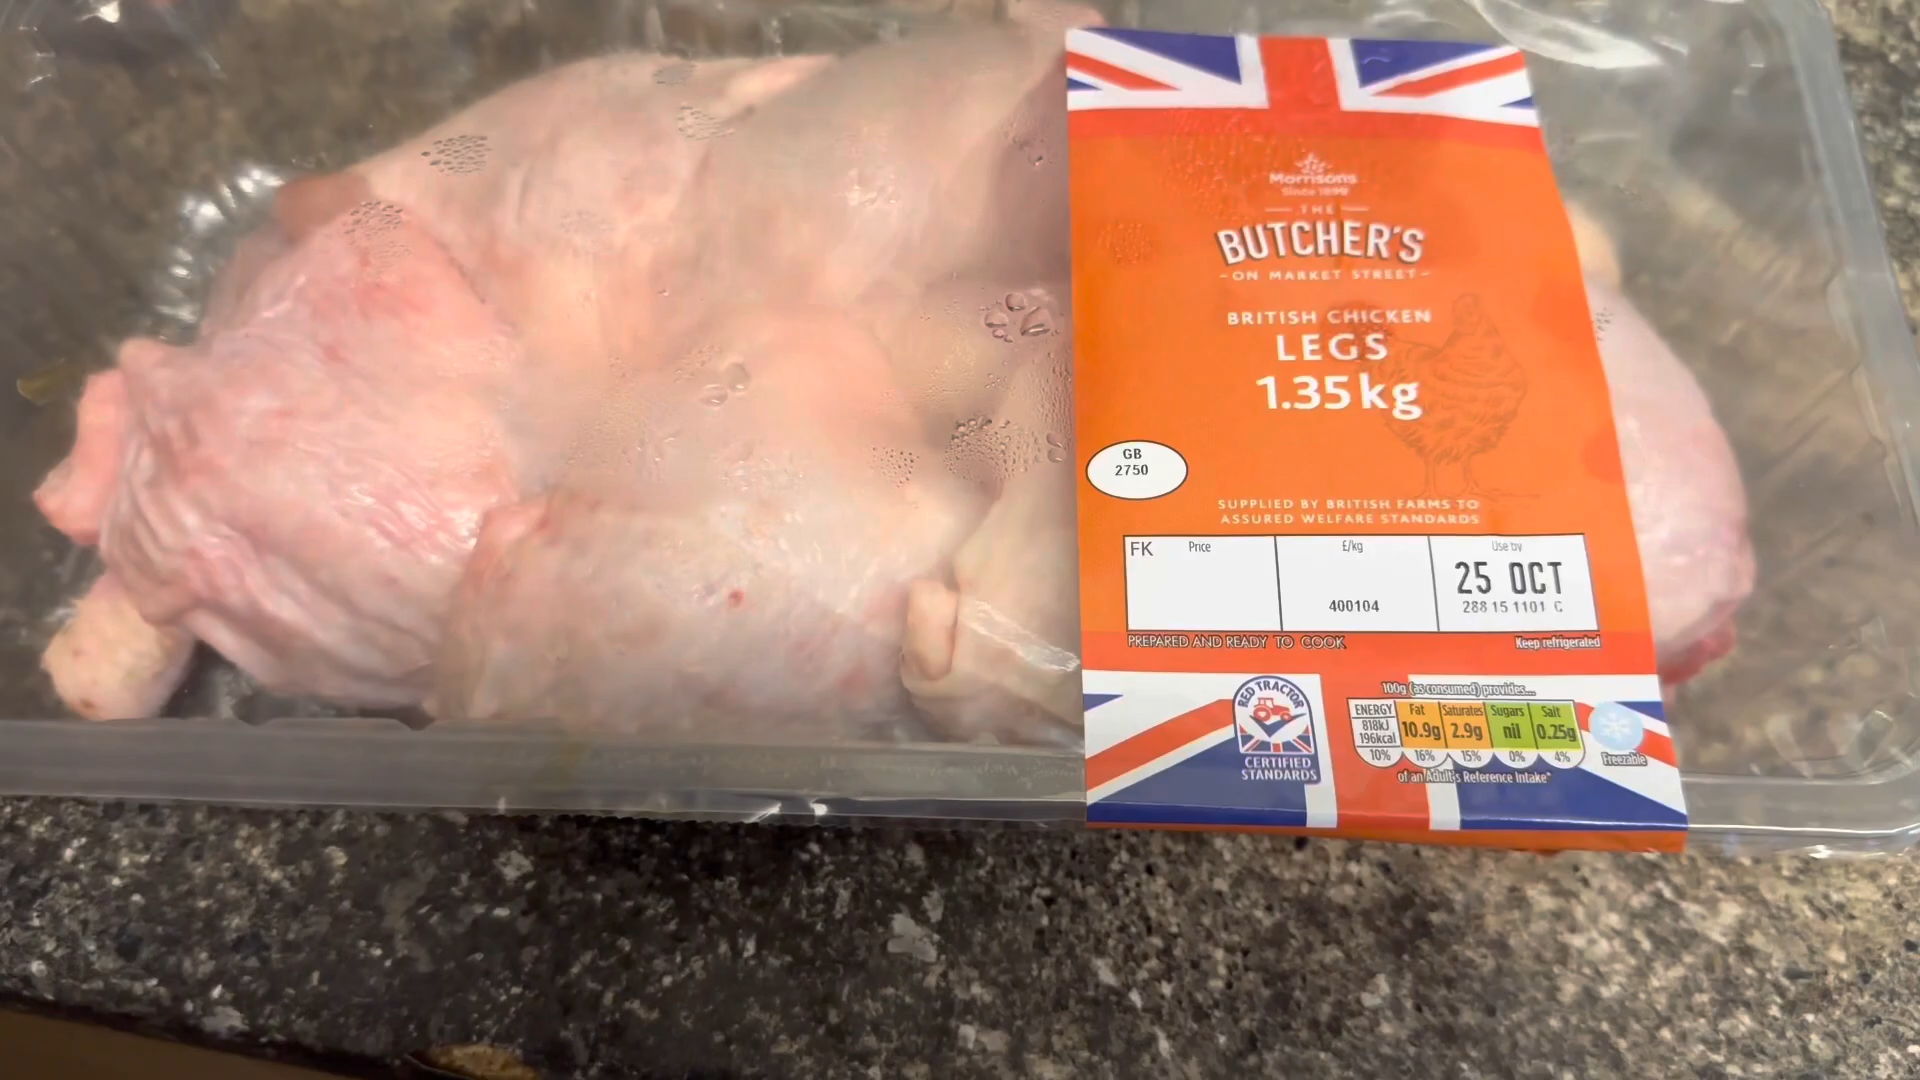 Morrisons
Since 1899
THE
BUTCHER'S
ON MARKET STREET
BRITISH CHICKEN
LEGS
1.35kg
GB
2750
SUPPLIED BY BRITISH FARMS TO
ASSURED WELFARE STANDARDS
FK Price £/kg Use by
25 OCT
400104 288 15 1101 C
PREPARED AND READY TO COOK Keep refrigerated
RED TRACTOR
CERTIFIED
STANDARDS
100g (as consumed) provides...
ENERGY Fat Saturates Sugars Salt
818kJ
196kcal 10.9g 2.9g nil 0.25g
10% 16% 15% 0% 4%
of an Adult's Reference Intake*
Freezable